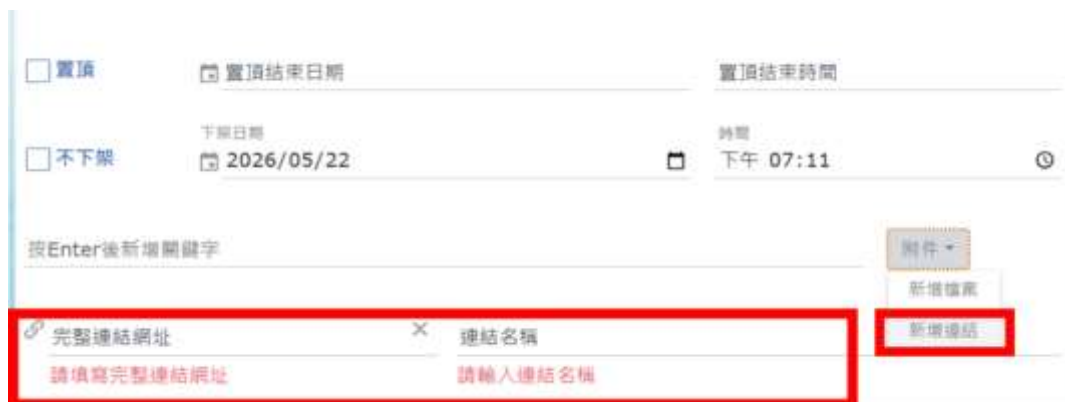 置頂 置頂結束日期 置頂結束時間
下架日期 時間
不下架 2026/05/22 下午 07:11
按Enter後新增關鍵字 附件
新增檔案
完整連結網址 連結名稱 新增連結
請填寫完整連結網址 請輸入連結名稱